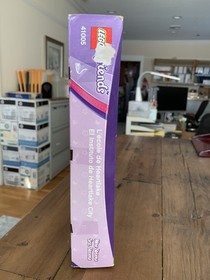 LEGO
Friends
41005
L'école de Heartlake
El Instituto de Heartlake City